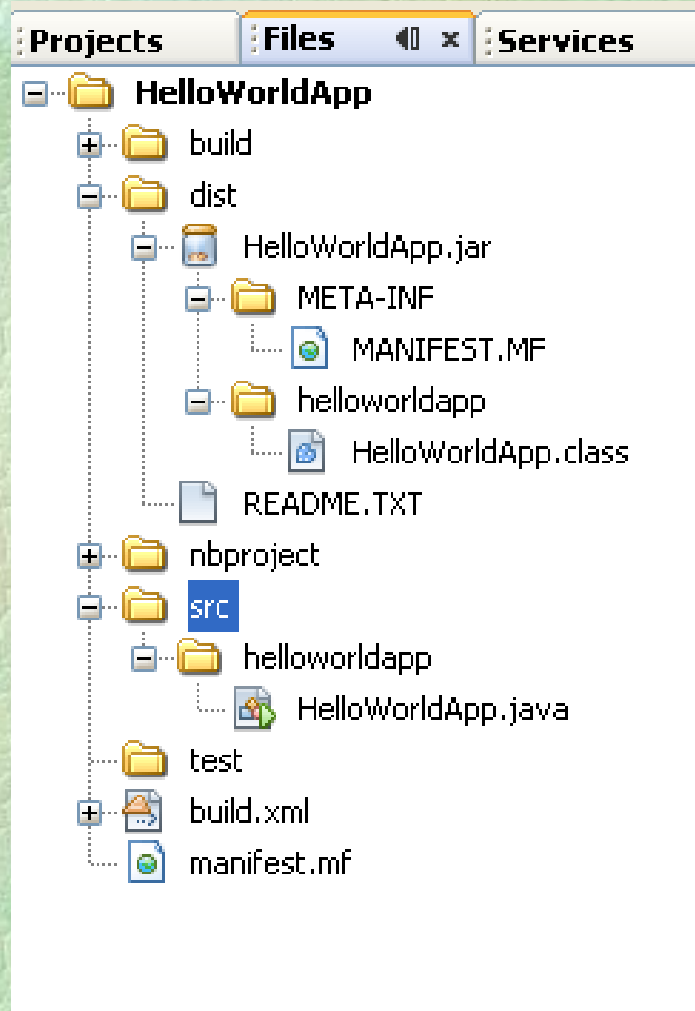 Projects Files Services
HelloWorldApp
build
dist
HelloWorldApp.jar
META-INF
MANIFEST.MF
helloworldapp
HelloWorldApp.class
README.TXT
nbproject
src
helloworldapp
HelloWorldApp.java
test
build.xml
manifest.mf